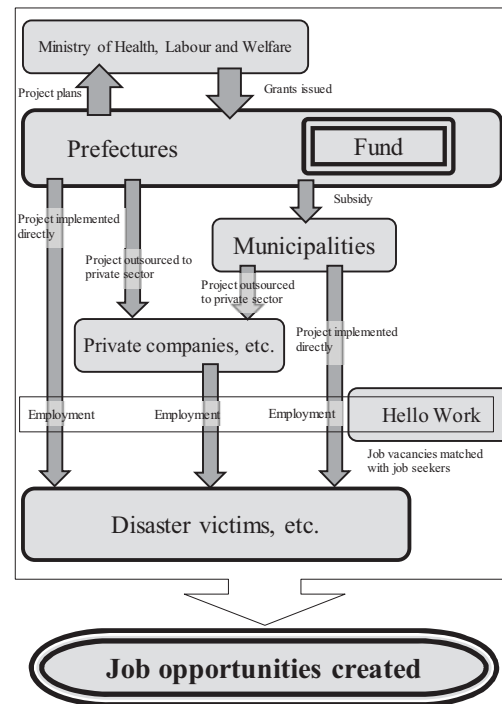 Ministry of Health, Labour and Welfare
Project plans
Grants issued
Prefectures
Fund
Subsidy
Project implemented
directly
Municipalities
Project outsourced to
private sector
Project outsourced
to private sector
Project implemented
directly
Private companies, etc.
Employment
Employment
Employment
Hello Work
Job vacancies matched
with job seekers
Disaster victims, etc.
Job opportunities created